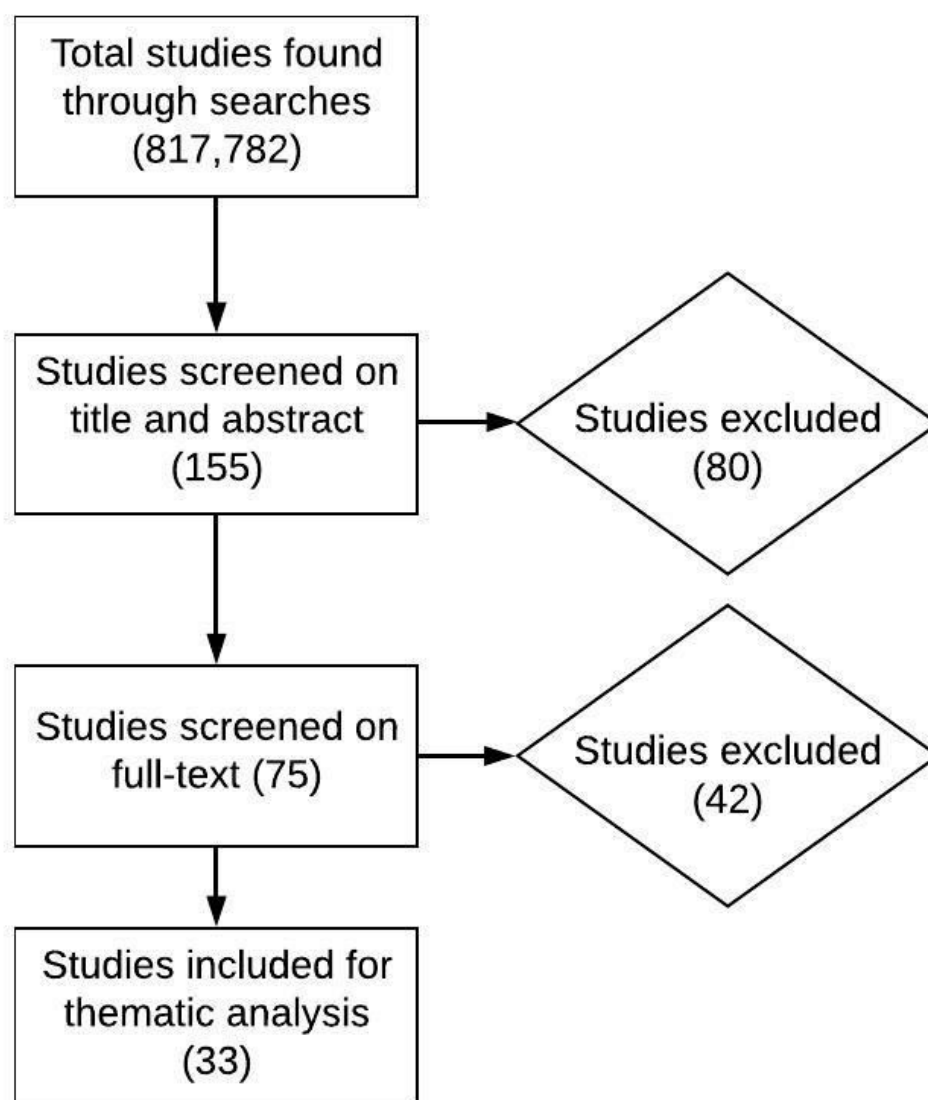 Total studies found
through searches
(817,782)
Studies screened on
title and abstract
(155)
Studies excluded
(80)
Studies screened on
full-text (75)
Studies excluded
(42)
Studies included for
thematic analysis
(33)